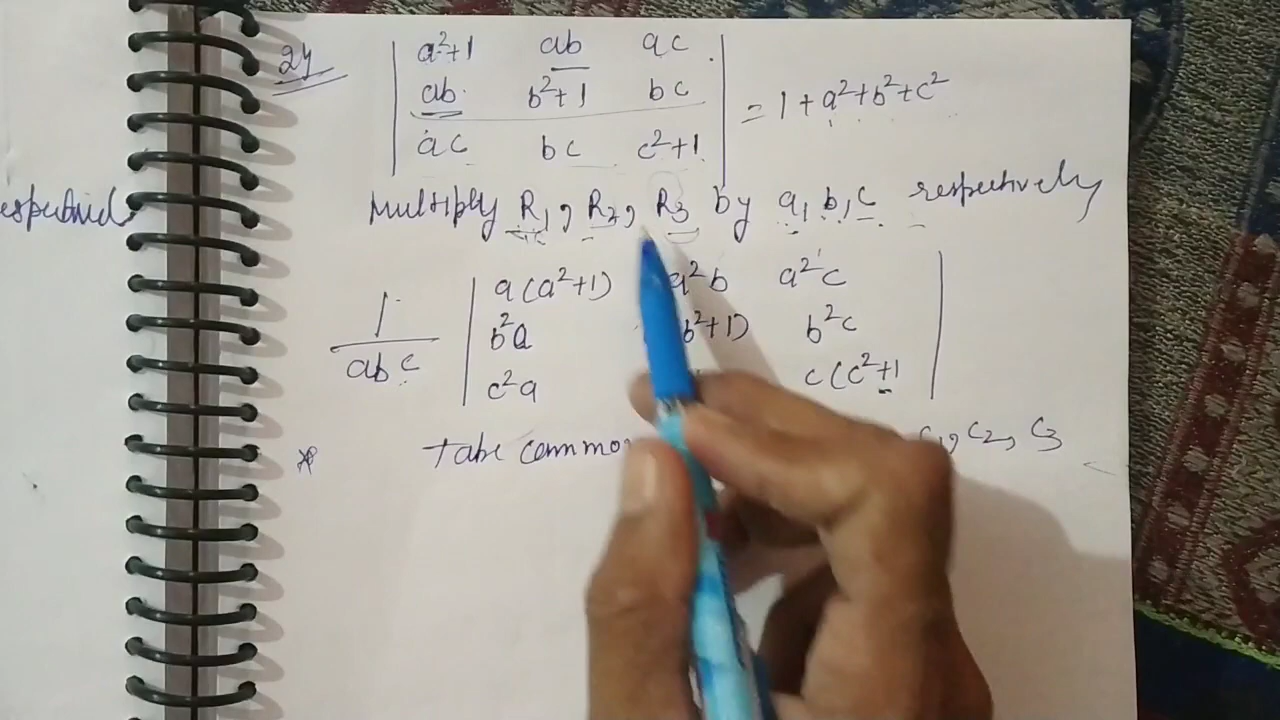 24
a²+1 ab ac
ab b²+1 bc = 1+a²+b²+c²
ac bc c²+1
Multiply R₁, R₂, R₃ by a, b, c respectively
a(a²+1) a²b a²c
1/abc b²a b²+1) b²c
c²a c(c²+1
* Take common C₁, C₂, C₃